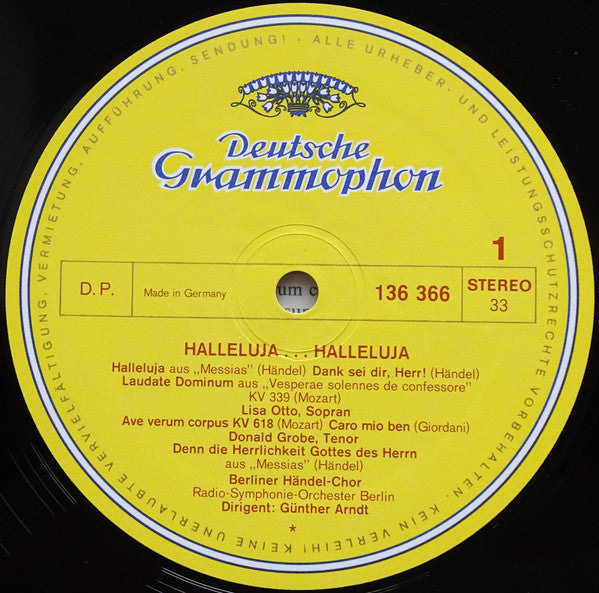 ALLE URHEBER- UND LEISTUNGSSCHUTZRECHTE VORBEHALTEN · KEIN VERLEIH! KEINE UNERLAUBTE VERVIELFÄLTIGUNG, VERMIETUNG, AUFFÜHRUNG, SENDUNG! ·
Deutsche
Grammophon
1
D. P.
Made in Germany
um c
136 366
STEREO
33
HALLELUJA . . . HALLELUJA
Halleluja aus „Messias” (Händel) Dank sei dir, Herr! (Händel)
Laudate Dominum aus „Vesperae solennes de confessore”
KV 339 (Mozart)
Lisa Otto, Sopran
Ave verum corpus KV 618 (Mozart) Caro mio ben (Giordani)
Donald Grobe, Tenor
Denn die Herrlichkeit Gottes des Herrn
aus „Messias” (Händel)
Berliner Händel-Chor
Radio-Symphonie-Orchester Berlin
Dirigent: Günther Arndt
*